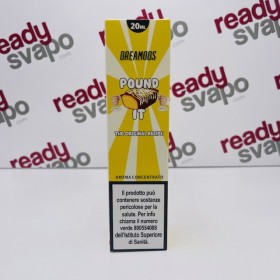 20ML
DREAMODS
POUND
IT
THE ORIGINAL RECIPE
AROMA CONCENTRATO
Il prodotto può
contenere sostanze
pericolose per la
salute. Per info
chiama il numero
verde 800554088
dell'Istituto Superiore
di Sanità.
ready
svapo
ready
svapo
ready
svapo
ready
svapo